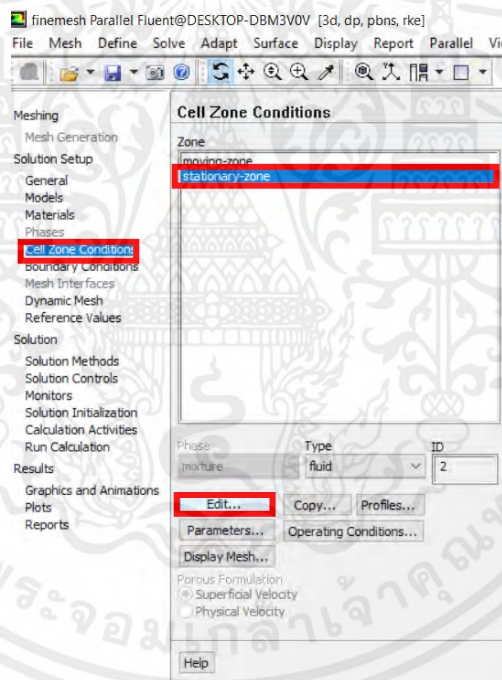 finemesh Parallel Fluent@DESKTOP-DBM3V0V [3d, dp, pbns, rke]
File Mesh Define Solve Adapt Surface Display Report Parallel
Meshing
Mesh Generation
Solution Setup
General
Models
Materials
Phases
Cell Zone Conditions
Boundary Conditions
Mesh Interfaces
Dynamic Mesh
Reference Values
Solution
Solution Methods
Solution Controls
Monitors
Solution Initialization
Calculation Activities
Run Calculation
Results
Graphics and Animations
Plots
Reports
Cell Zone Conditions
Zone
moving-zone
stationary-zone
Phase Type ID
mixture fluid 2
Edit... Copy... Profiles...
Parameters... Operating Conditions...
Display Mesh...
Porous Formulation
Superficial Velocity
Physical Velocity
Help